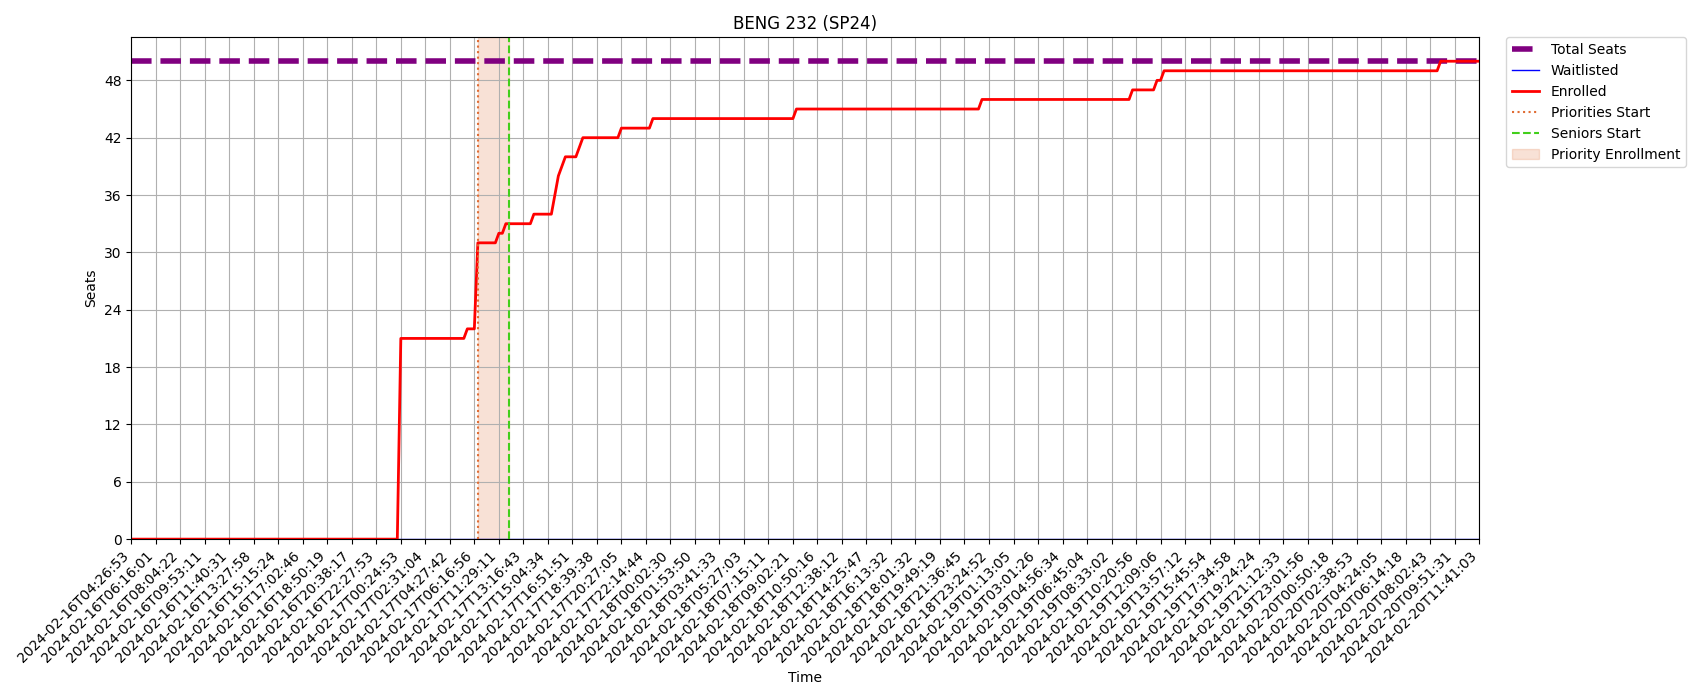 BENG 232 (SP24)
Total Seats
Waitlisted
Enrolled
Priorities Start
Seniors Start
Priority Enrollment
Seats
48
42
36
30
24
18
12
6
0
2024-02-16T04:26:53
2024-02-16T06:16:01
2024-02-16T08:04:22
2024-02-16T09:53:11
2024-02-16T11:40:31
2024-02-16T13:27:58
2024-02-16T15:15:24
2024-02-16T17:02:46
2024-02-16T18:50:19
2024-02-16T20:38:17
2024-02-16T22:27:53
2024-02-17T00:24:53
2024-02-17T02:31:04
2024-02-17T04:27:42
2024-02-17T06:16:56
2024-02-17T11:29:11
2024-02-17T13:16:43
2024-02-17T15:04:34
2024-02-17T16:51:51
2024-02-17T18:39:38
2024-02-17T20:27:05
2024-02-17T22:14:44
2024-02-18T00:02:30
2024-02-18T01:53:50
2024-02-18T03:41:33
2024-02-18T05:27:03
2024-02-18T07:15:11
2024-02-18T09:02:21
2024-02-18T10:50:16
2024-02-18T12:38:12
2024-02-18T14:25:47
2024-02-18T16:13:32
2024-02-18T18:01:32
2024-02-18T19:49:19
2024-02-18T21:36:45
2024-02-18T23:24:52
2024-02-19T01:13:05
2024-02-19T03:01:26
2024-02-19T04:56:34
2024-02-19T06:45:04
2024-02-19T08:33:02
2024-02-19T10:20:56
2024-02-19T12:09:06
2024-02-19T13:57:12
2024-02-19T15:45:54
2024-02-19T17:34:58
2024-02-19T19:24:24
2024-02-19T21:12:33
2024-02-19T23:01:56
2024-02-20T00:50:18
2024-02-20T02:38:53
2024-02-20T04:24:05
2024-02-20T06:14:18
2024-02-20T08:02:43
2024-02-20T09:51:31
2024-02-20T11:41:03
Time